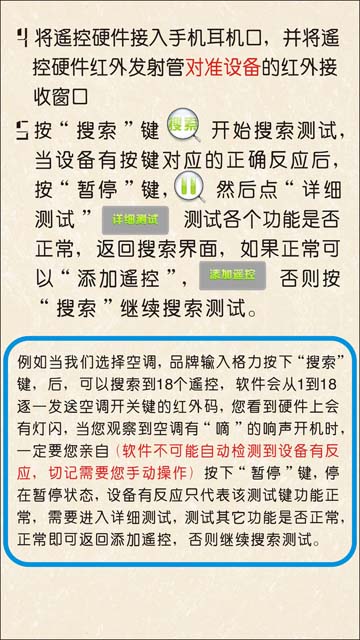 4 将遥控硬件接入手机耳机口，并将遥
控硬件红外发射管对准设备的红外接
收窗口
5 按“搜索”键 搜索 开始搜索测试，
当设备有按键对应的正确反应后，
按“暂停”键， 然后点“详细
测试” 详细测试 测试各个功能是否
正常，返回搜索界面，如果正常可
以“添加遥控”， 添加遥控 否则按
“搜索”继续搜索测试。
例如当我们选择空调，品牌输入格力按下“搜索”
键，后，可以搜索到18个遥控，软件会从1到18
逐一发送空调开关键的红外码，您看到硬件上会
有灯闪，当您观察到空调有“嘀”的响声开机时，
一定要您亲自（软件不可能自动检测到设备有反
应，切记需要您手动操作）按下“暂停”键，停
在暂停状态，设备有反应只代表该测试键功能正
常，需要进入详细测试，测试其它功能是否正常，
正常即可返回添加遥控，否则继续搜索测试。